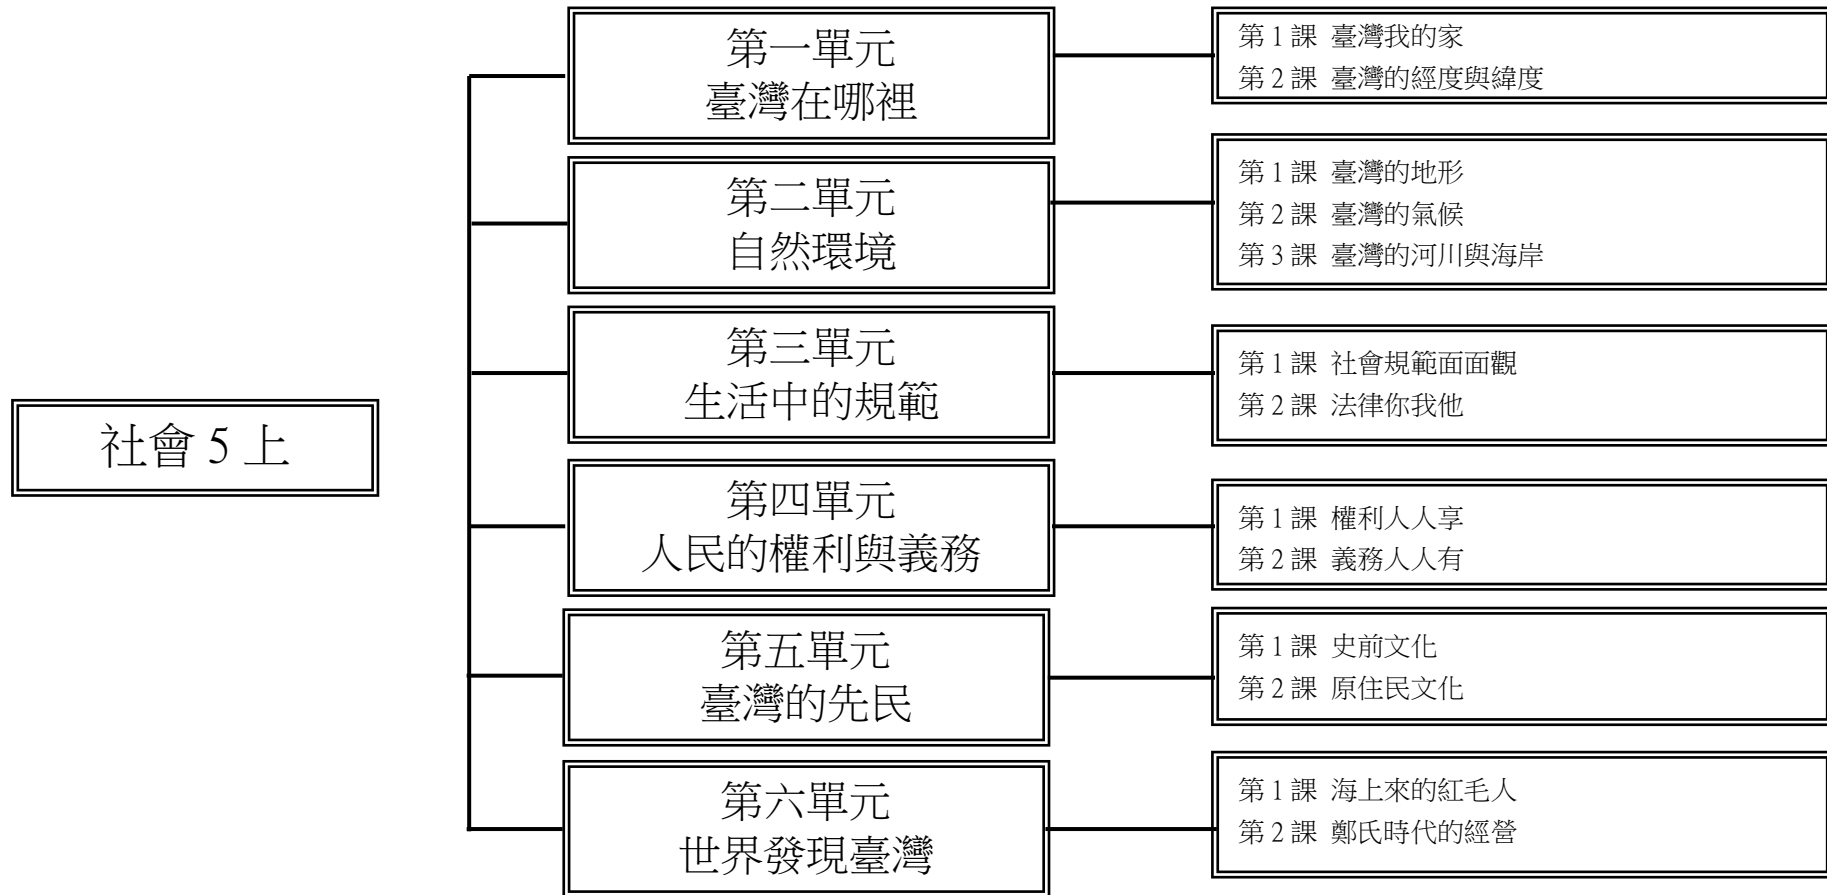 社會 5 上
第一單元
臺灣在哪裡
第 1 課 臺灣我的家
第 2 課 臺灣的經度與緯度
第二單元
自然環境
第 1 課 臺灣的地形
第 2 課 臺灣的氣候
第 3 課 臺灣的河川與海岸
第三單元
生活中的規範
第 1 課 社會規範面面觀
第 2 課 法律你我他
第四單元
人民的權利與義務
第 1 課 權利人人享
第 2 課 義務人人有
第五單元
臺灣的先民
第 1 課 史前文化
第 2 課 原住民文化
第六單元
世界發現臺灣
第 1 課 海上來的紅毛人
第 2 課 鄭氏時代的經營